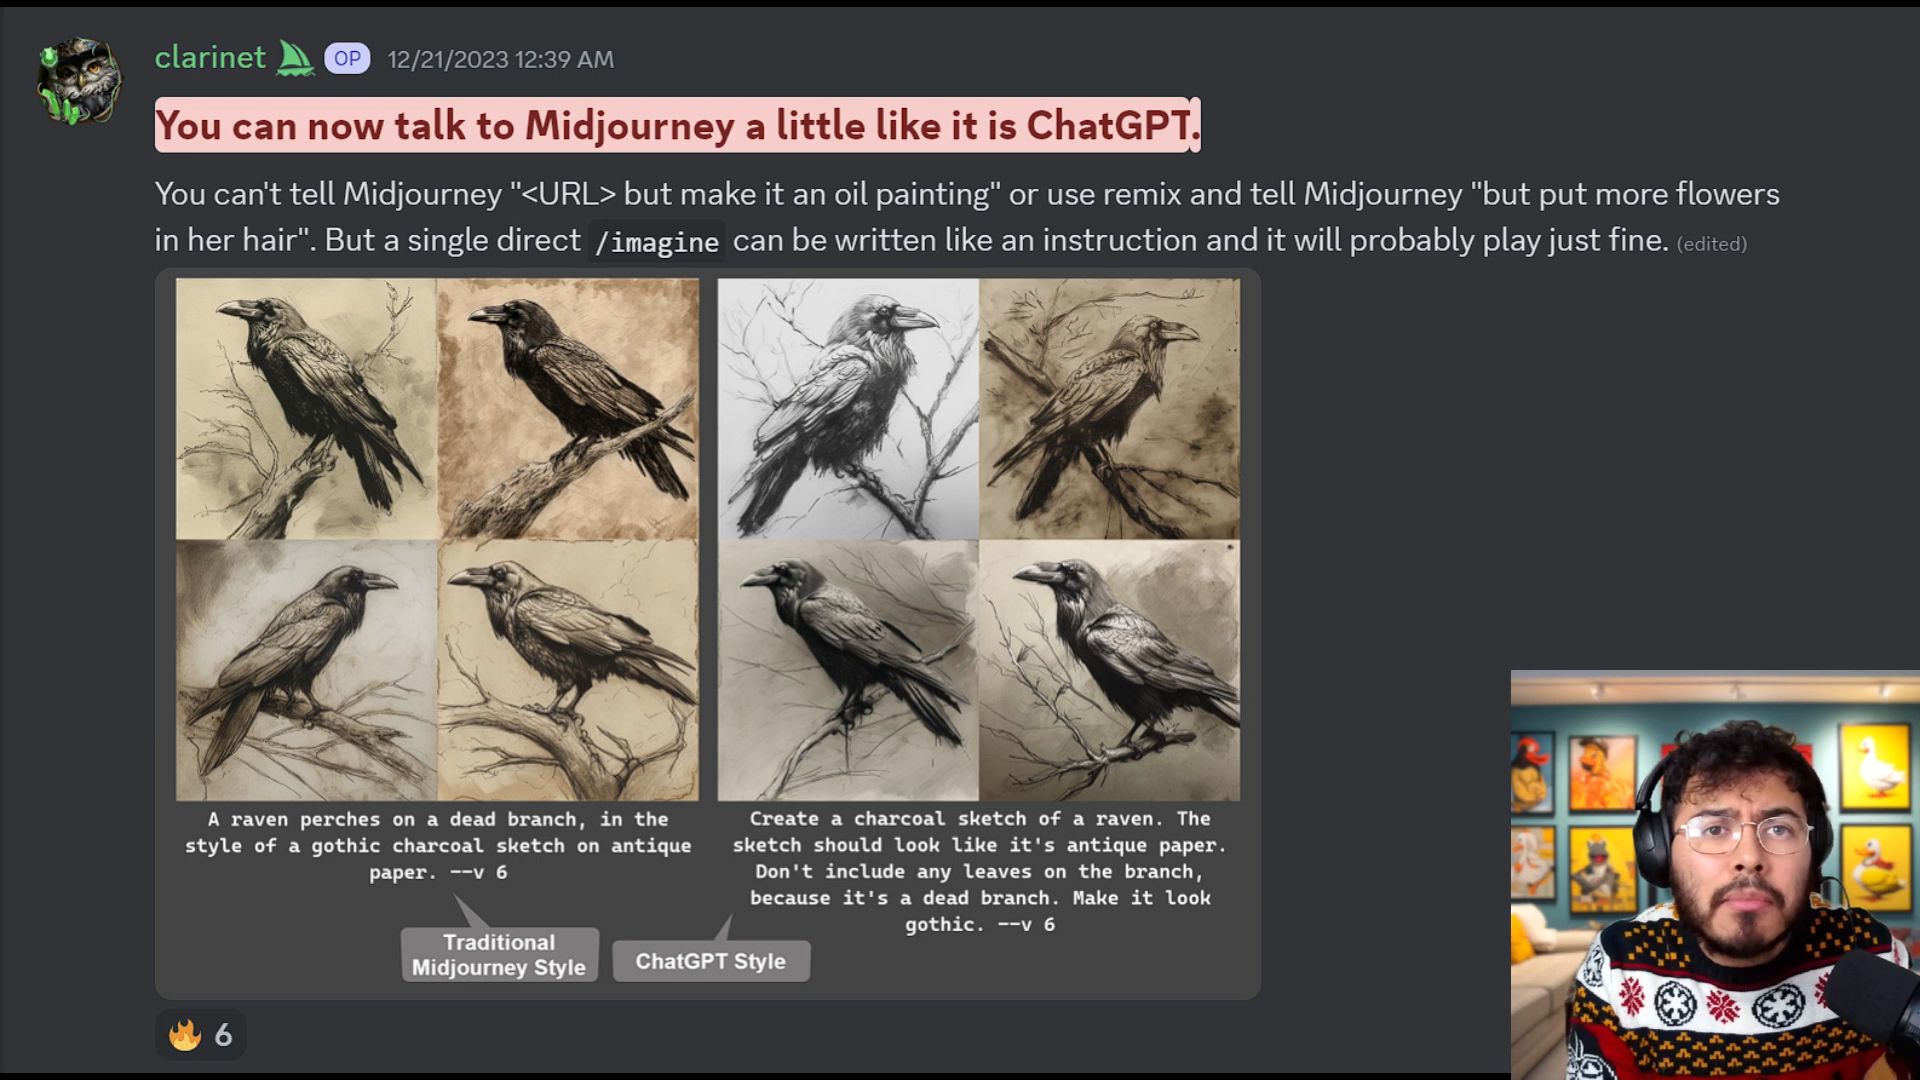 clarinet OP 12/21/2023 12:39 AM
You can now talk to Midjourney a little like it is ChatGPT.
You can't tell Midjourney "<URL> but make it an oil painting" or use remix and tell Midjourney "but put more flowers
in her hair". But a single direct /imagine can be written like an instruction and it will probably play just fine. (edited)
A raven perches on a dead branch, in the
style of a gothic charcoal sketch on antique
paper. --v 6
Create a charcoal sketch of a raven. The
sketch should look like it's antique paper.
Don't include any leaves on the branch,
because it's a dead branch. Make it look
gothic. --v 6
Traditional
Midjourney Style
ChatGPT Style
6